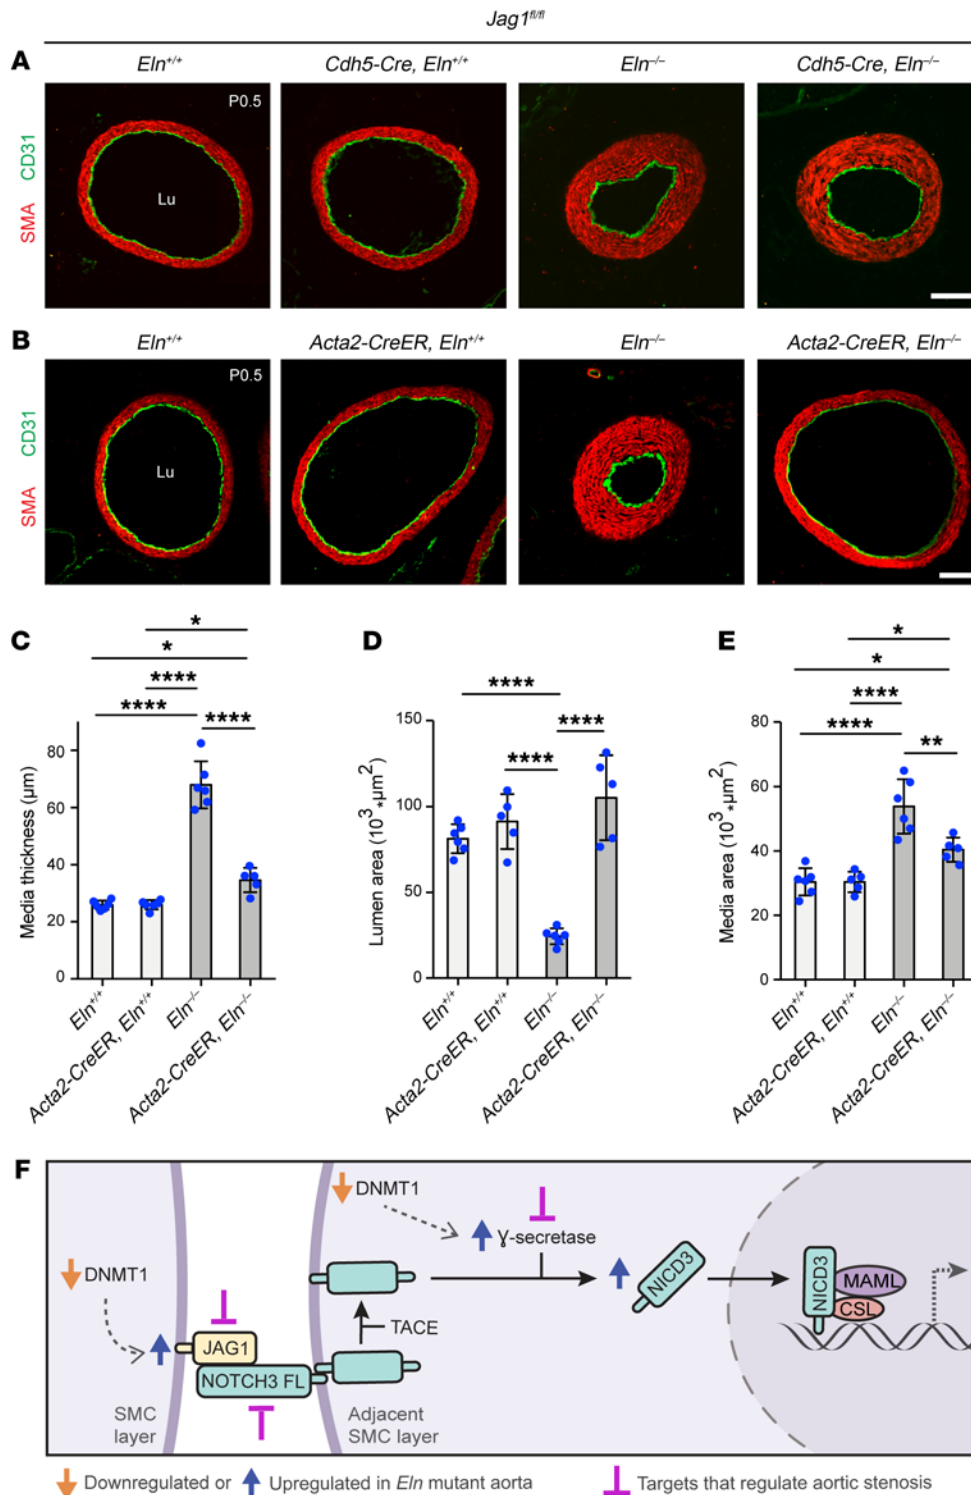 Jag1fl/fl
A Eln+/+ Cdh5-Cre, Eln+/+ Eln–/– Cdh5-Cre, Eln–/–
P0.5
SMA CD31
Lu
B Eln+/+ Acta2-CreER, Eln+/+ Eln–/– Acta2-CreER, Eln–/–
P0.5
SMA CD31
Lu
C
*
*
****
**** ****
Media thickness (µm)
80
60
40
20
0
Eln+/+
Acta2-CreER, Eln+/+
Eln–/–
Acta2-CreER, Eln–/–
D
****
****
****
Lumen area (10³*µm²)
150
100
50
0
Eln+/+
Acta2-CreER, Eln+/+
Eln–/–
Acta2-CreER, Eln–/–
E
*
*
****
**** **
Media area (10³*µm²)
80
60
40
20
0
Eln+/+
Acta2-CreER, Eln+/+
Eln–/–
Acta2-CreER, Eln–/–
F
DNMT1
DNMT1
γ-secretase
NICD3
NICD3
MAML
CSL
TACE
JAG1
NOTCH3 FL
SMC
layer
Adjacent
SMC layer
Downregulated or Upregulated in Eln mutant aorta Targets that regulate aortic stenosis